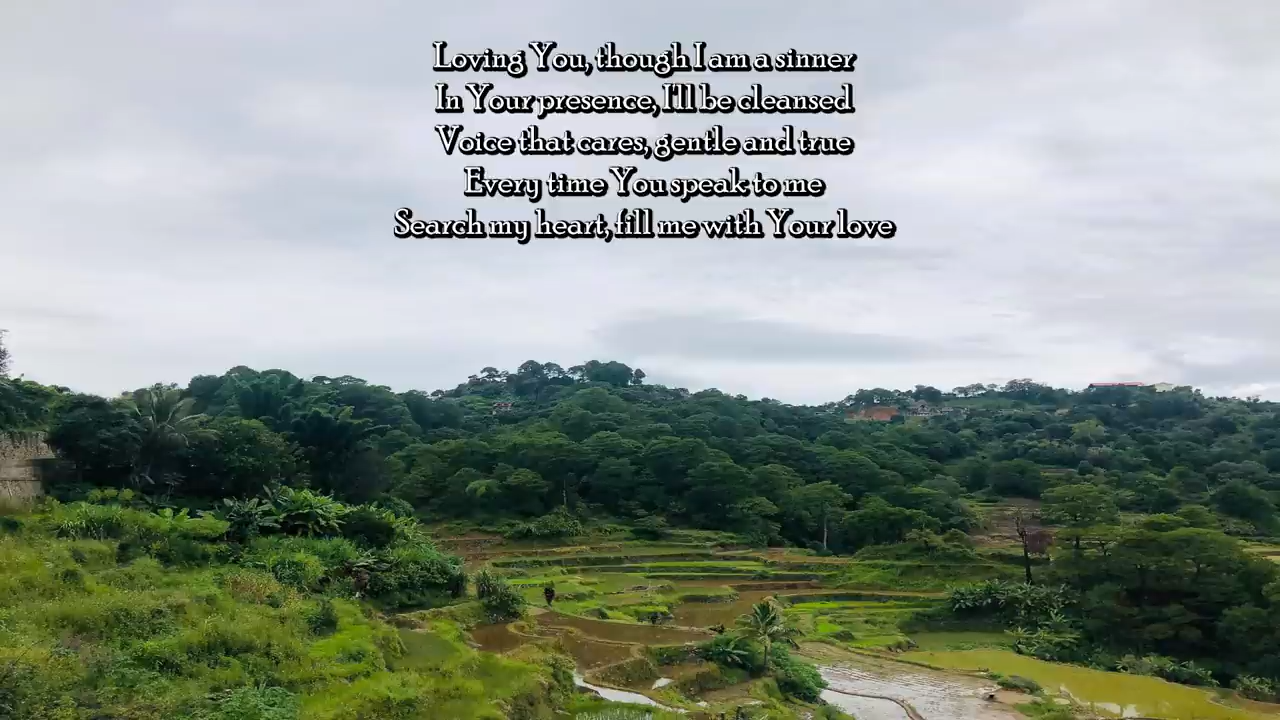 Loving You, though I am a sinner
In Your presence, I'll be cleansed
Voice that cares, gentle and true
Every time You speak to me
Search my heart, fill me with Your love